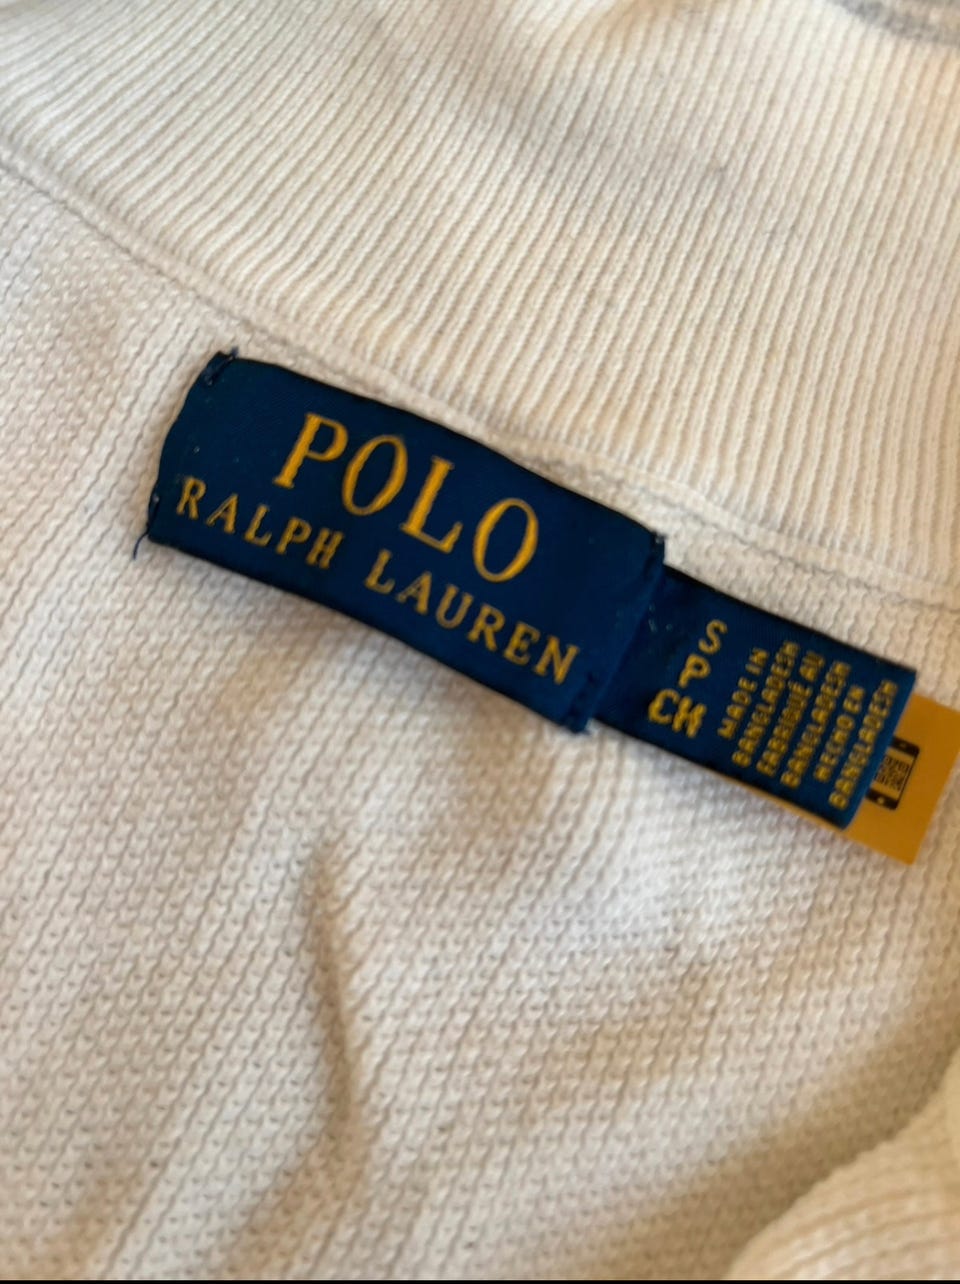 POLO
RALPH LAUREN
S
P
CH
MADE IN
BANGLADESH
FABRIQUÉ AU
BANGLADESH
HECHO EN
BANGLADESH